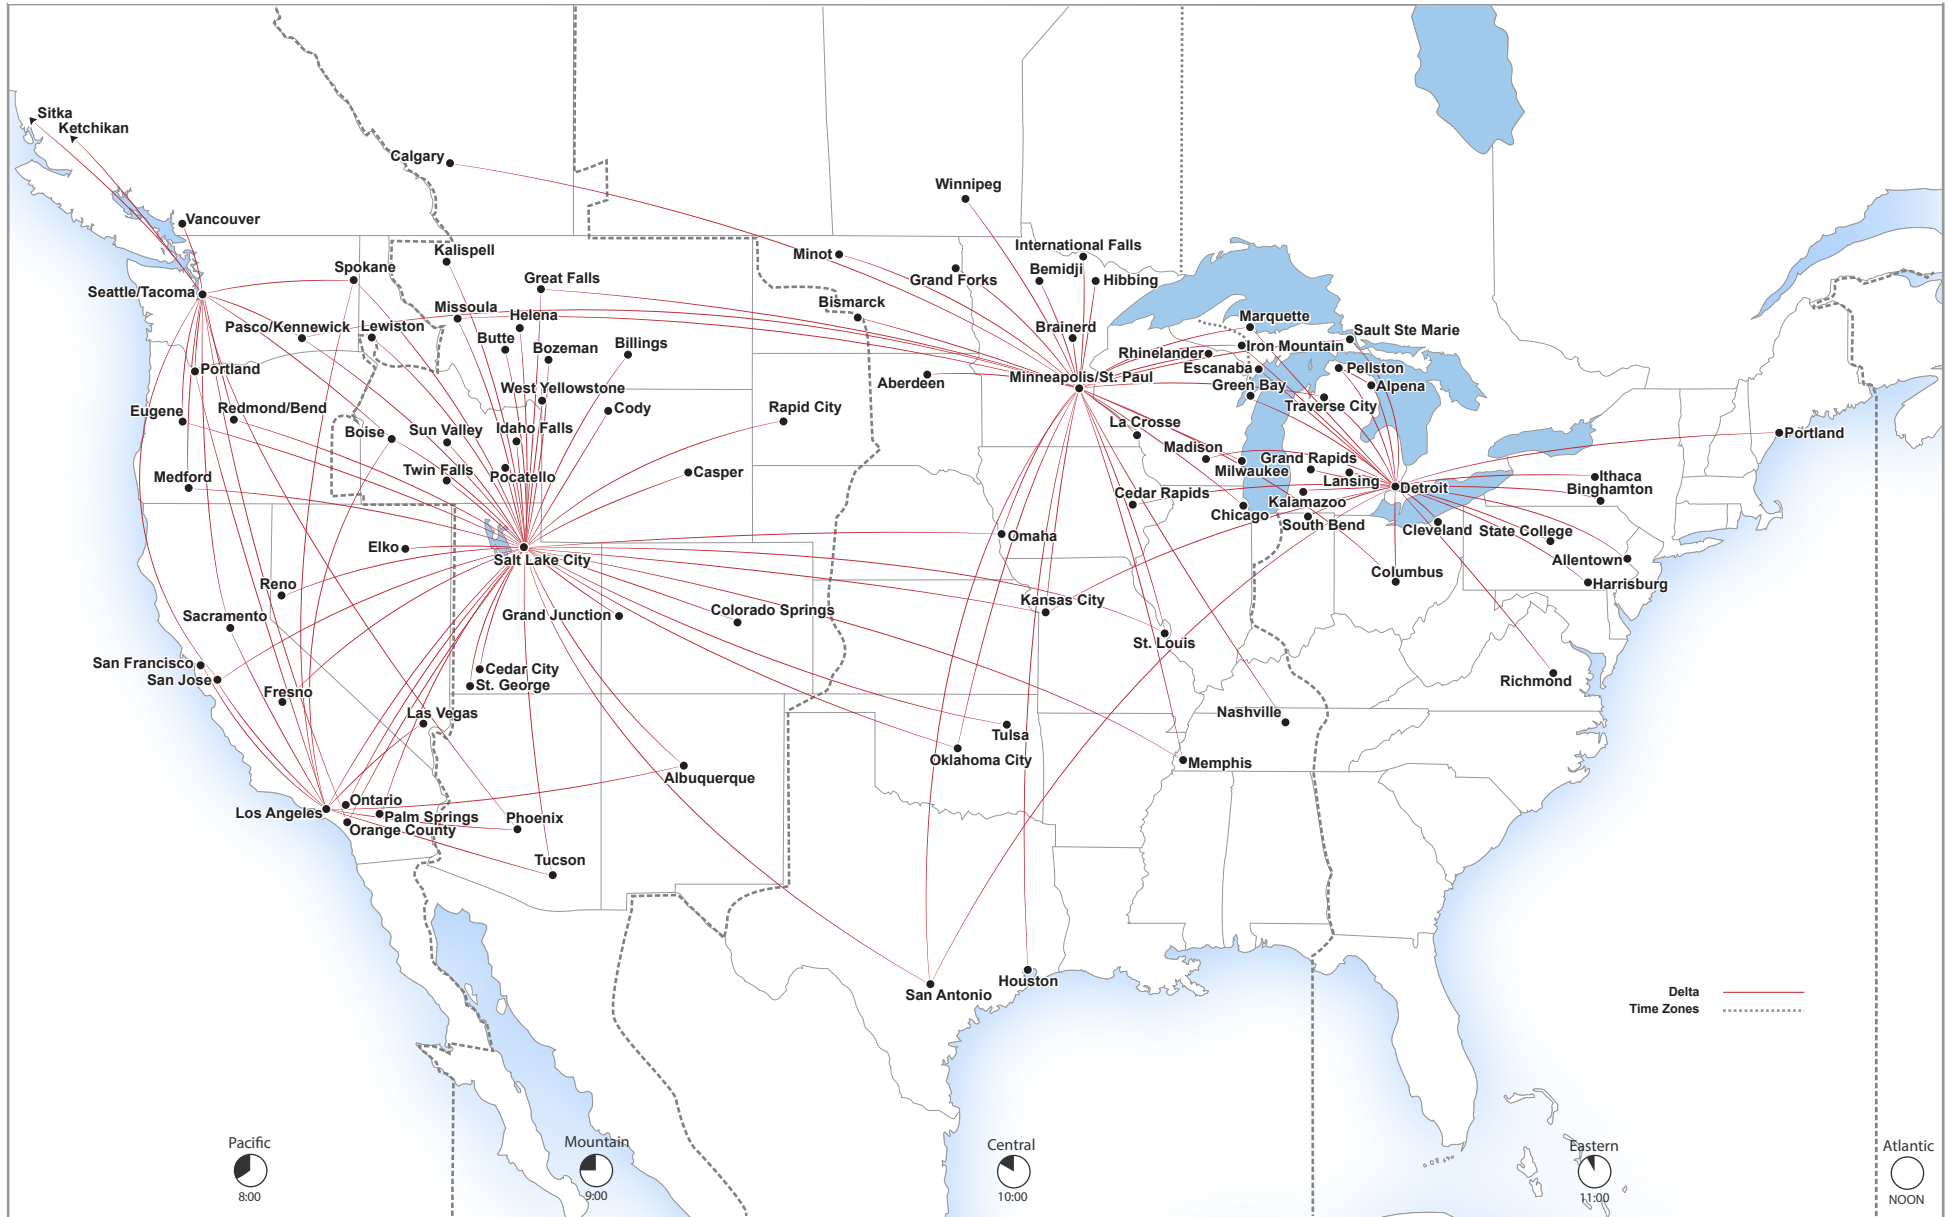 Sitka
Ketchikan
Calgary
Winnipeg
Vancouver
Kalispell
International Falls
Minot
Spokane
Bemidji
Grand Forks
Hibbing
Great Falls
Seattle/Tacoma
Bismarck
Missoula
Helena
Marquette
Pasco/Kennewick
Lewiston
Brainerd
Sault Ste Marie
Butte
Bozeman
Billings
Iron Mountain
Rhinelander
Portland
Escanaba
Pellston
Minneapolis/St. Paul
Aberdeen
Green Bay
Alpena
West Yellowstone
Eugene
Redmond/Bend
Cody
Rapid City
Traverse City
La Crosse
Boise
Sun Valley
Idaho Falls
Portland
Madison
Grand Rapids
Twin Falls
Pocatello
Casper
Milwaukee
Medford
Lansing
Ithaca
Detroit
Binghamton
Cedar Rapids
Kalamazoo
Chicago
South Bend
Cleveland
State College
Omaha
Elko
Salt Lake City
Allentown
Columbus
Harrisburg
Reno
Kansas City
Sacramento
Grand Junction
Colorado Springs
St. Louis
San Francisco
San Jose
Cedar City
St. George
Richmond
Fresno
Las Vegas
Nashville
Tulsa
Oklahoma City
Memphis
Albuquerque
Ontario
Los Angeles
Palm Springs
Phoenix
Orange County
Tucson
Houston
San Antonio
Delta
Time Zones
Pacific
8:00
Mountain
9:00
Central
10:00
Eastern
11:00
Atlantic
NOON